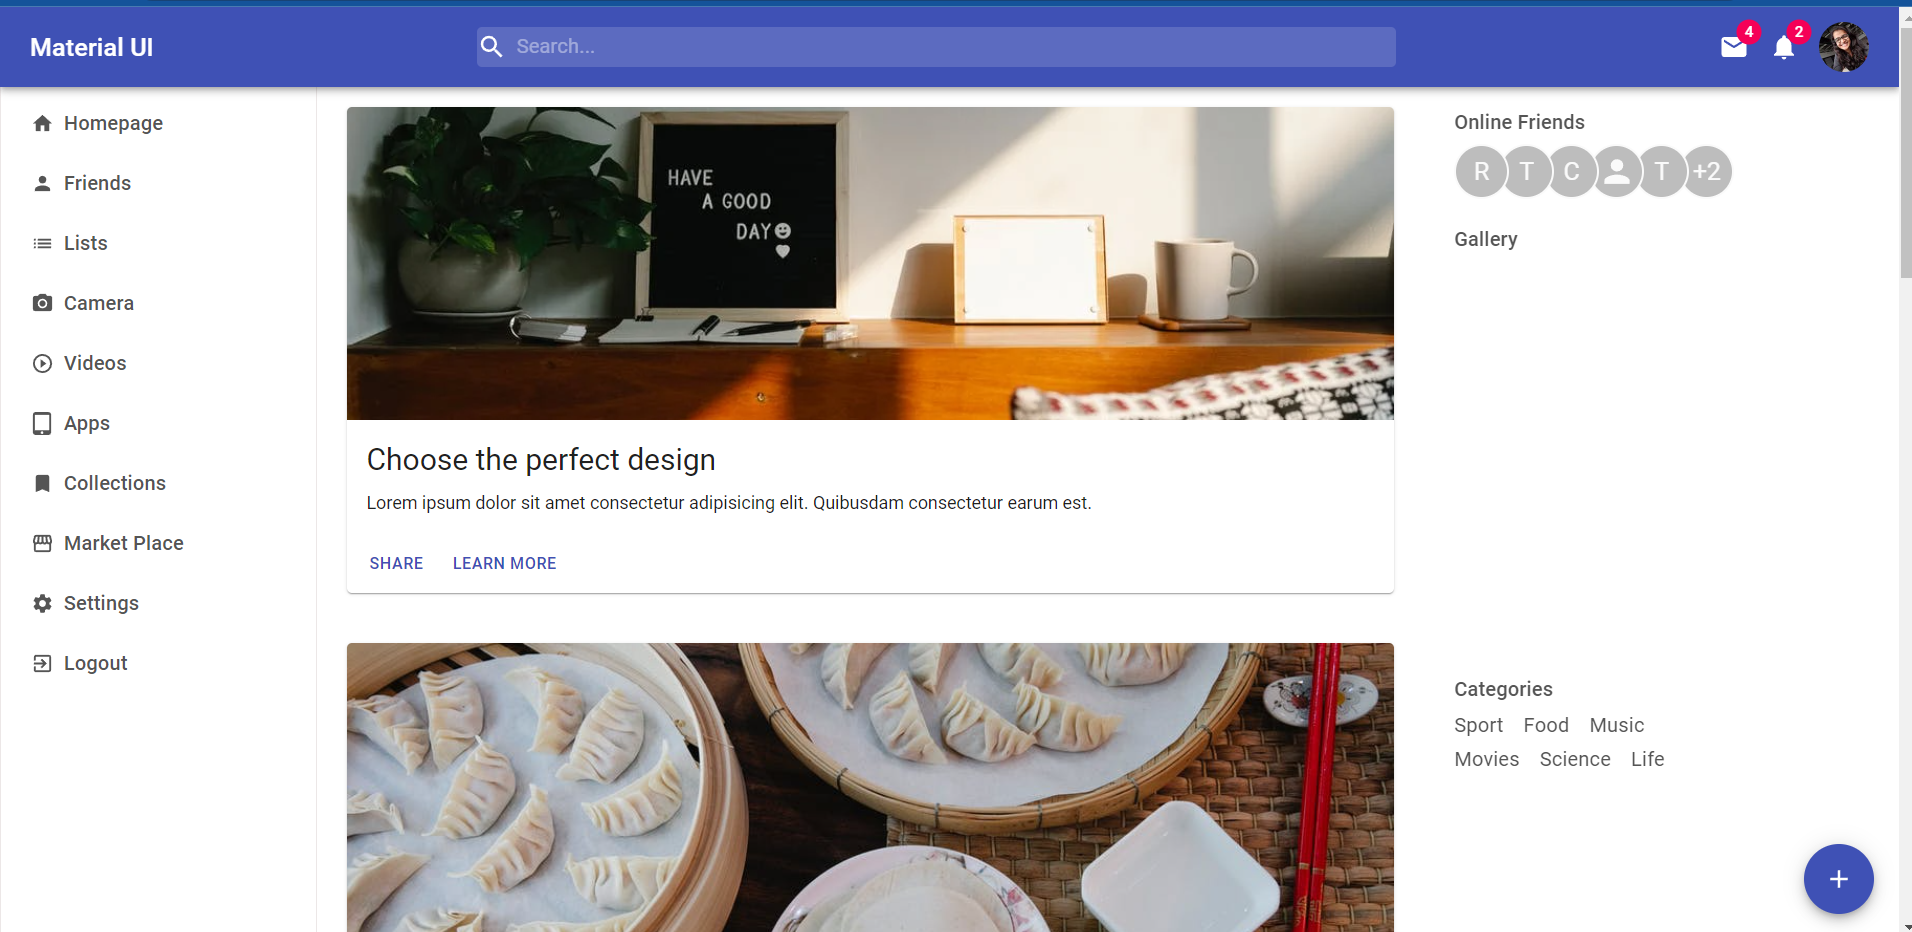 Material UI
Search...
4
2
Homepage
Friends
Lists
Camera
Videos
Apps
Collections
Market Place
Settings
Logout
HAVE
A GOOD
DAY
Choose the perfect design
Lorem ipsum dolor sit amet consectetur adipisicing elit. Quibusdam consectetur earum est.
SHARE LEARN MORE
Online Friends
R T C T +2
Gallery
Categories
Sport Food Music
Movies Science Life
+